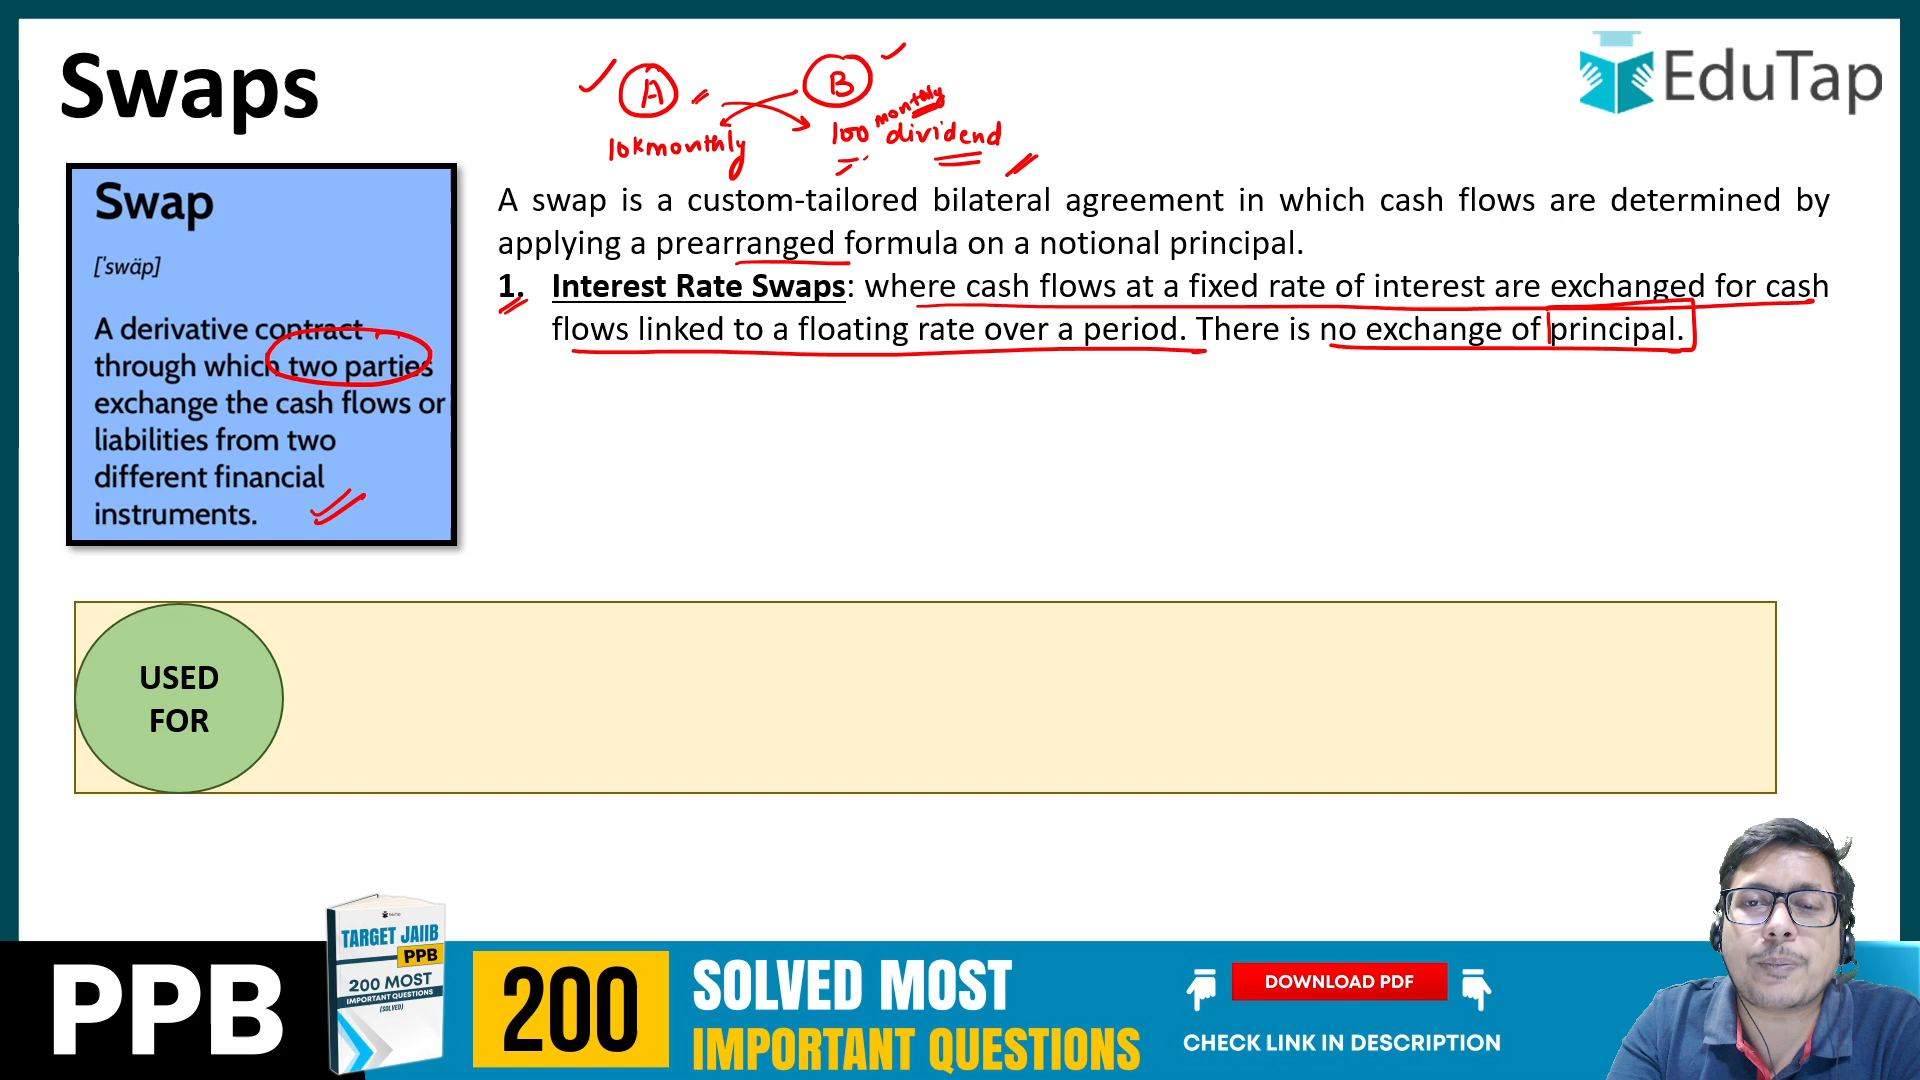 Swaps
A B
10k monthly
100 monthly dividend
EduTap
Swap
['swäp]
A derivative contract
through which two parties
exchange the cash flows or
liabilities from two
different financial
instruments.
A swap is a custom-tailored bilateral agreement in which cash flows are determined by
applying a prearranged formula on a notional principal.
1. Interest Rate Swaps: where cash flows at a fixed rate of interest are exchanged for cash
flows linked to a floating rate over a period. There is no exchange of principal.
USED
FOR
PPB
EduTap
TARGET JAIIB
PPB
200 MOST
IMPORTANT QUESTIONS
(SOLVED)
200
SOLVED MOST
IMPORTANT QUESTIONS
DOWNLOAD PDF
CHECK LINK IN DESCRIPTION